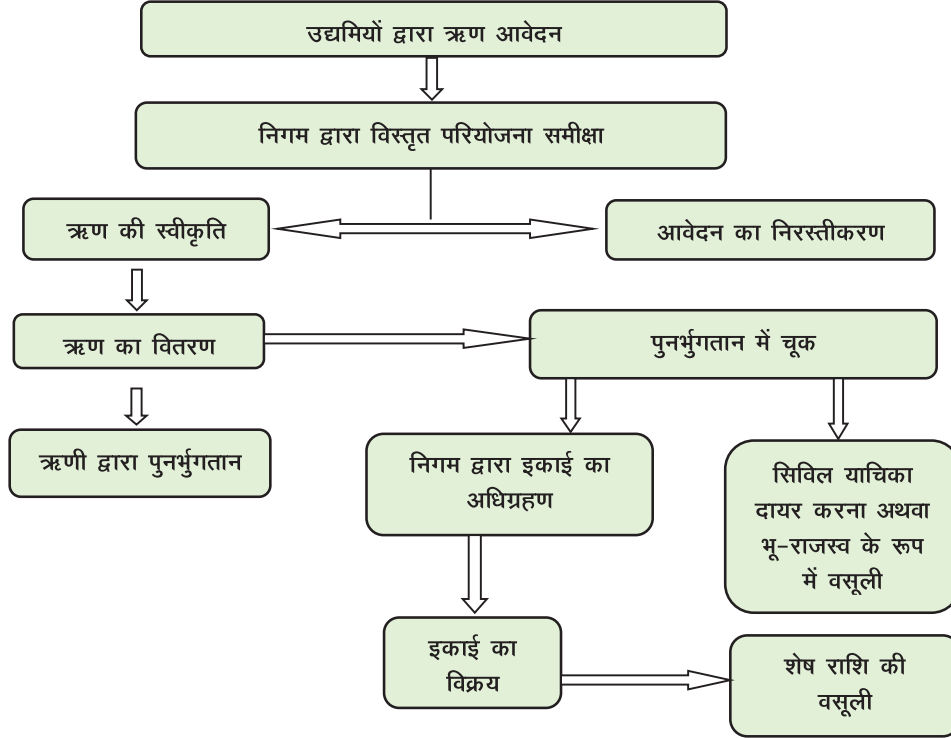 उद्यमियों द्वारा ऋण आवेदन
निगम द्वारा विस्तृत परियोजना समीक्षा
ऋण की स्वीकृति
आवेदन का निरस्तीकरण
ऋण का वितरण
पुनर्भुगतान में चूक
ऋणी द्वारा पुनर्भुगतान
निगम द्वारा इकाई का
अधिग्रहण
सिविल याचिका
दायर करना अथवा
भू-राजस्व के रूप
में वसूली
इकाई का
विक्रय
शेष राशि की
वसूली